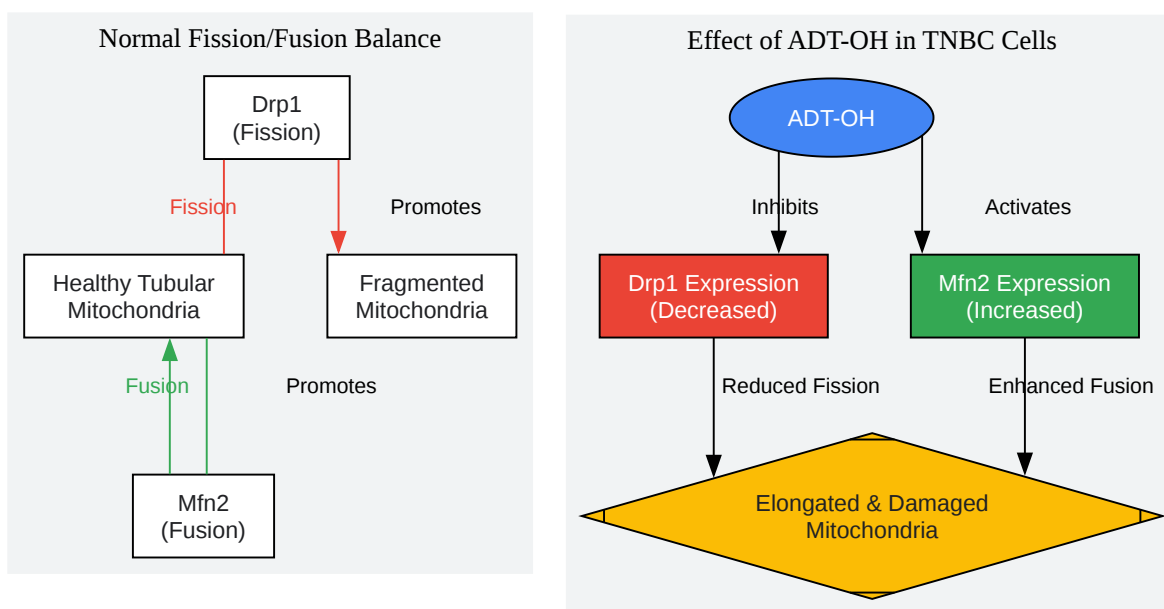 Normal Fission/Fusion Balance
Drp1
(Fission)
Fission
Promotes
Healthy Tubular
Mitochondria
Fragmented
Mitochondria
Fusion
Promotes
Mfn2
(Fusion)
Effect of ADT-OH in TNBC Cells
ADT-OH
Inhibits
Activates
Drp1 Expression
(Decreased)
Mfn2 Expression
(Increased)
Reduced Fission
Enhanced Fusion
Elongated & Damaged
Mitochondria